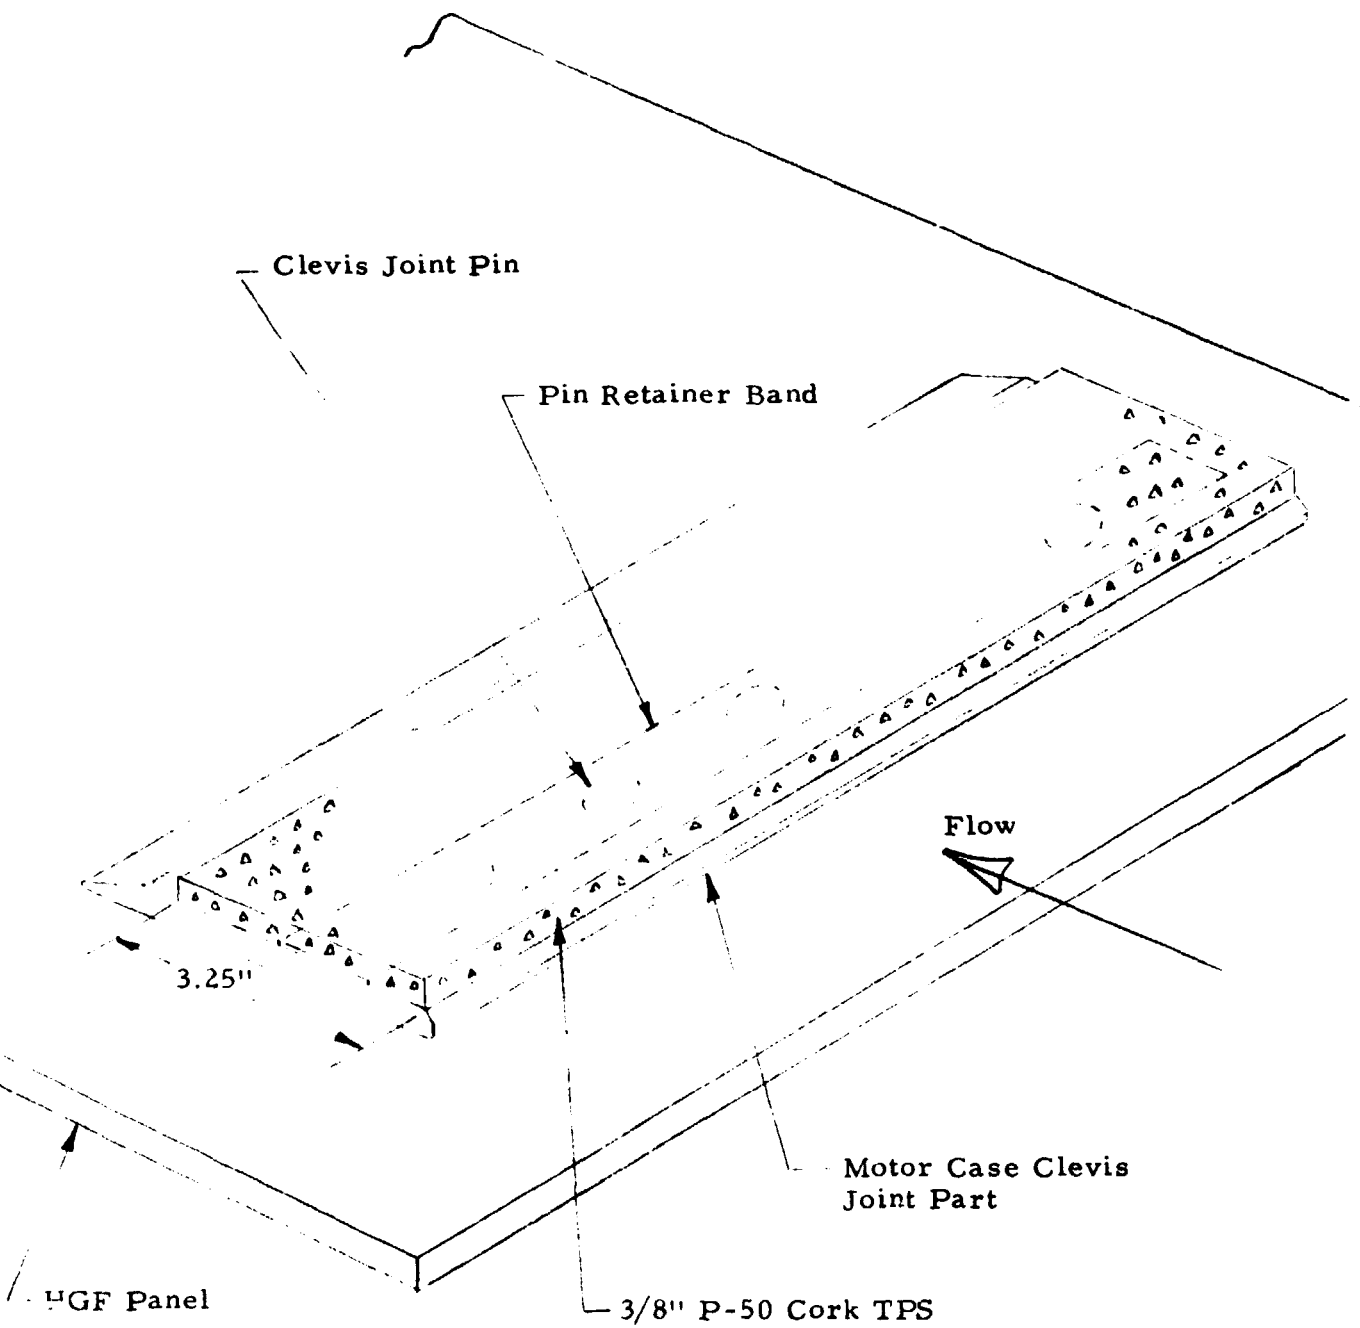 Clevis Joint Pin
Pin Retainer Band
Flow
3.25"
Motor Case Clevis
Joint Part
HGF Panel
3/8" P-50 Cork TPS